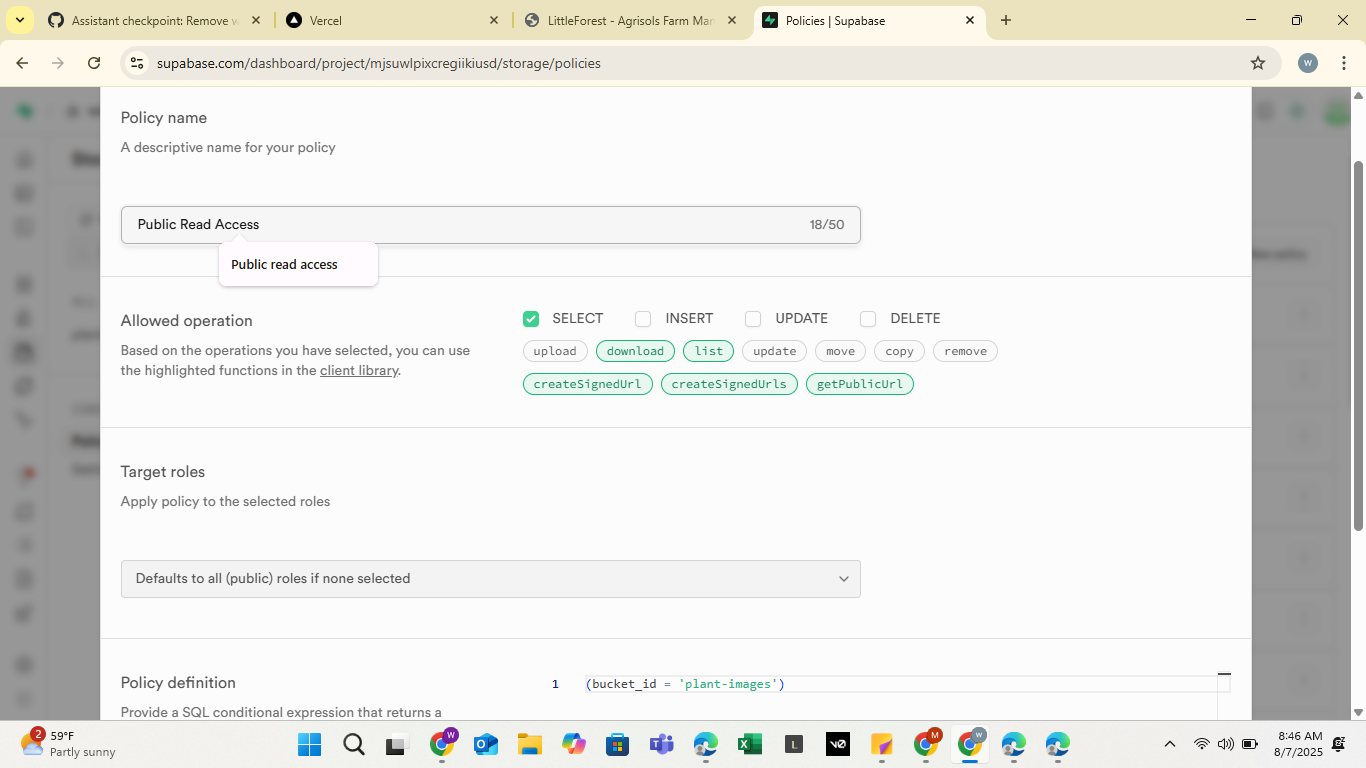 Assistant checkpoint: Remove w
Vercel
LittleForest - Agrisols Farm Man
Policies | Supabase
supabase.com/dashboard/project/mjsuwlpixcregiikiusd/storage/policies
W
Policy name
A descriptive name for your policy
Public Read Access
18/50
Public read access
Allowed operation
Based on the operations you have selected, you can use
the highlighted functions in the client library.
SELECT INSERT UPDATE DELETE
upload download list update move copy remove
createSignedUrl createSignedUrls getPublicUrl
Target roles
Apply policy to the selected roles
Defaults to all (public) roles if none selected
Policy definition
1 (bucket_id = 'plant-images')
Provide a SQL conditional expression that returns a
2
59°F
Partly sunny
W
L
v0
M
W
8:46 AM
8/7/2025